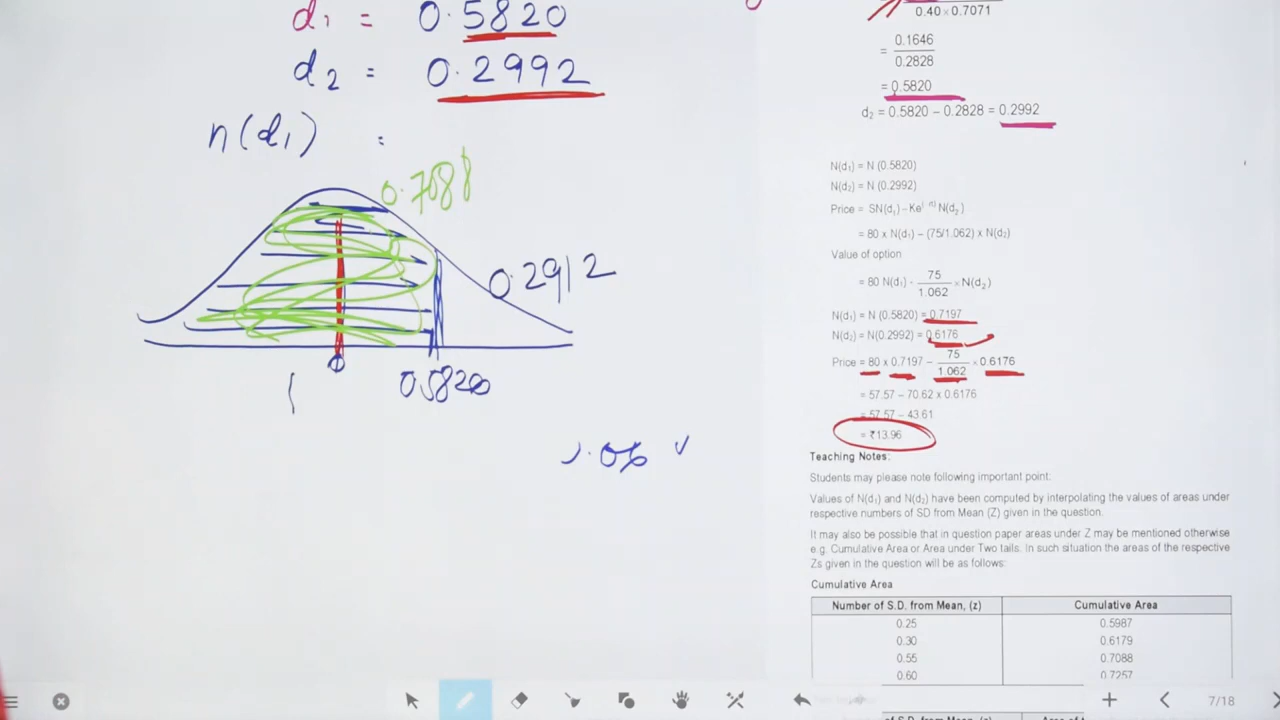 d₁ = 0.5820
d₂ = 0.2992
n(d₁) :
0.7088
0.2912
0
0.5820
0.40 × 0.7071
= 0.1646
0.2828
= 0.5820
d₂ = 0.5820 – 0.2828 = 0.2992
N(d₁) = N (0.5820)
N(d₂) = N (0.2992)
Price = SN(d₁) – Ke⁽⁻ʳᵗ⁾ N(d₂)
= 80 x N(d₁) – (75/1.062) x N(d₂)
Value of option
= 80 N(d₁) - 75 × N(d₂)
1.062
N(d₁) = N (0.5820) = 0.7197
N(d₂) = N(0.2992) = 0.6176
Price = 80 x 0.7197 – 75 × 0.6176
1.062
= 57.57 – 70.62 x 0.6176
= 57.57 – 43.61
= ₹13.96
Teaching Notes:
Students may please note following important point:
Values of N(d₁) and N(d₂) have been computed by interpolating the values of areas under
respective numbers of SD from Mean (Z) given in the question.
It may also be possible that in question paper areas under Z may be mentioned otherwise
e.g. Cumulative Area or Area under Two tails. In such situation the areas of the respective
Zs given in the question will be as follows:
Cumulative Area
Number of S.D. from Mean, (z) Cumulative Area
0.25 0.5987
0.30 0.6179
0.55 0.7088
0.60 0.7257
7/18